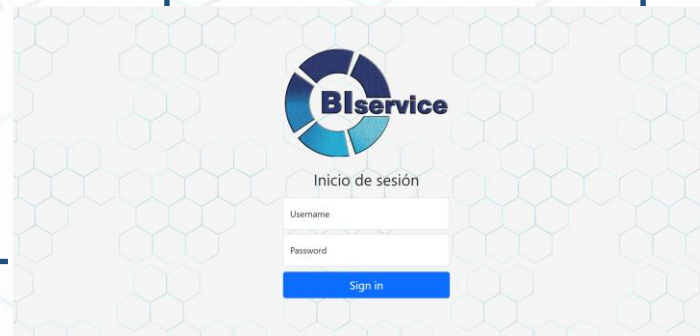 BIservice
Inicio de sesión
Username
Password
Sign in